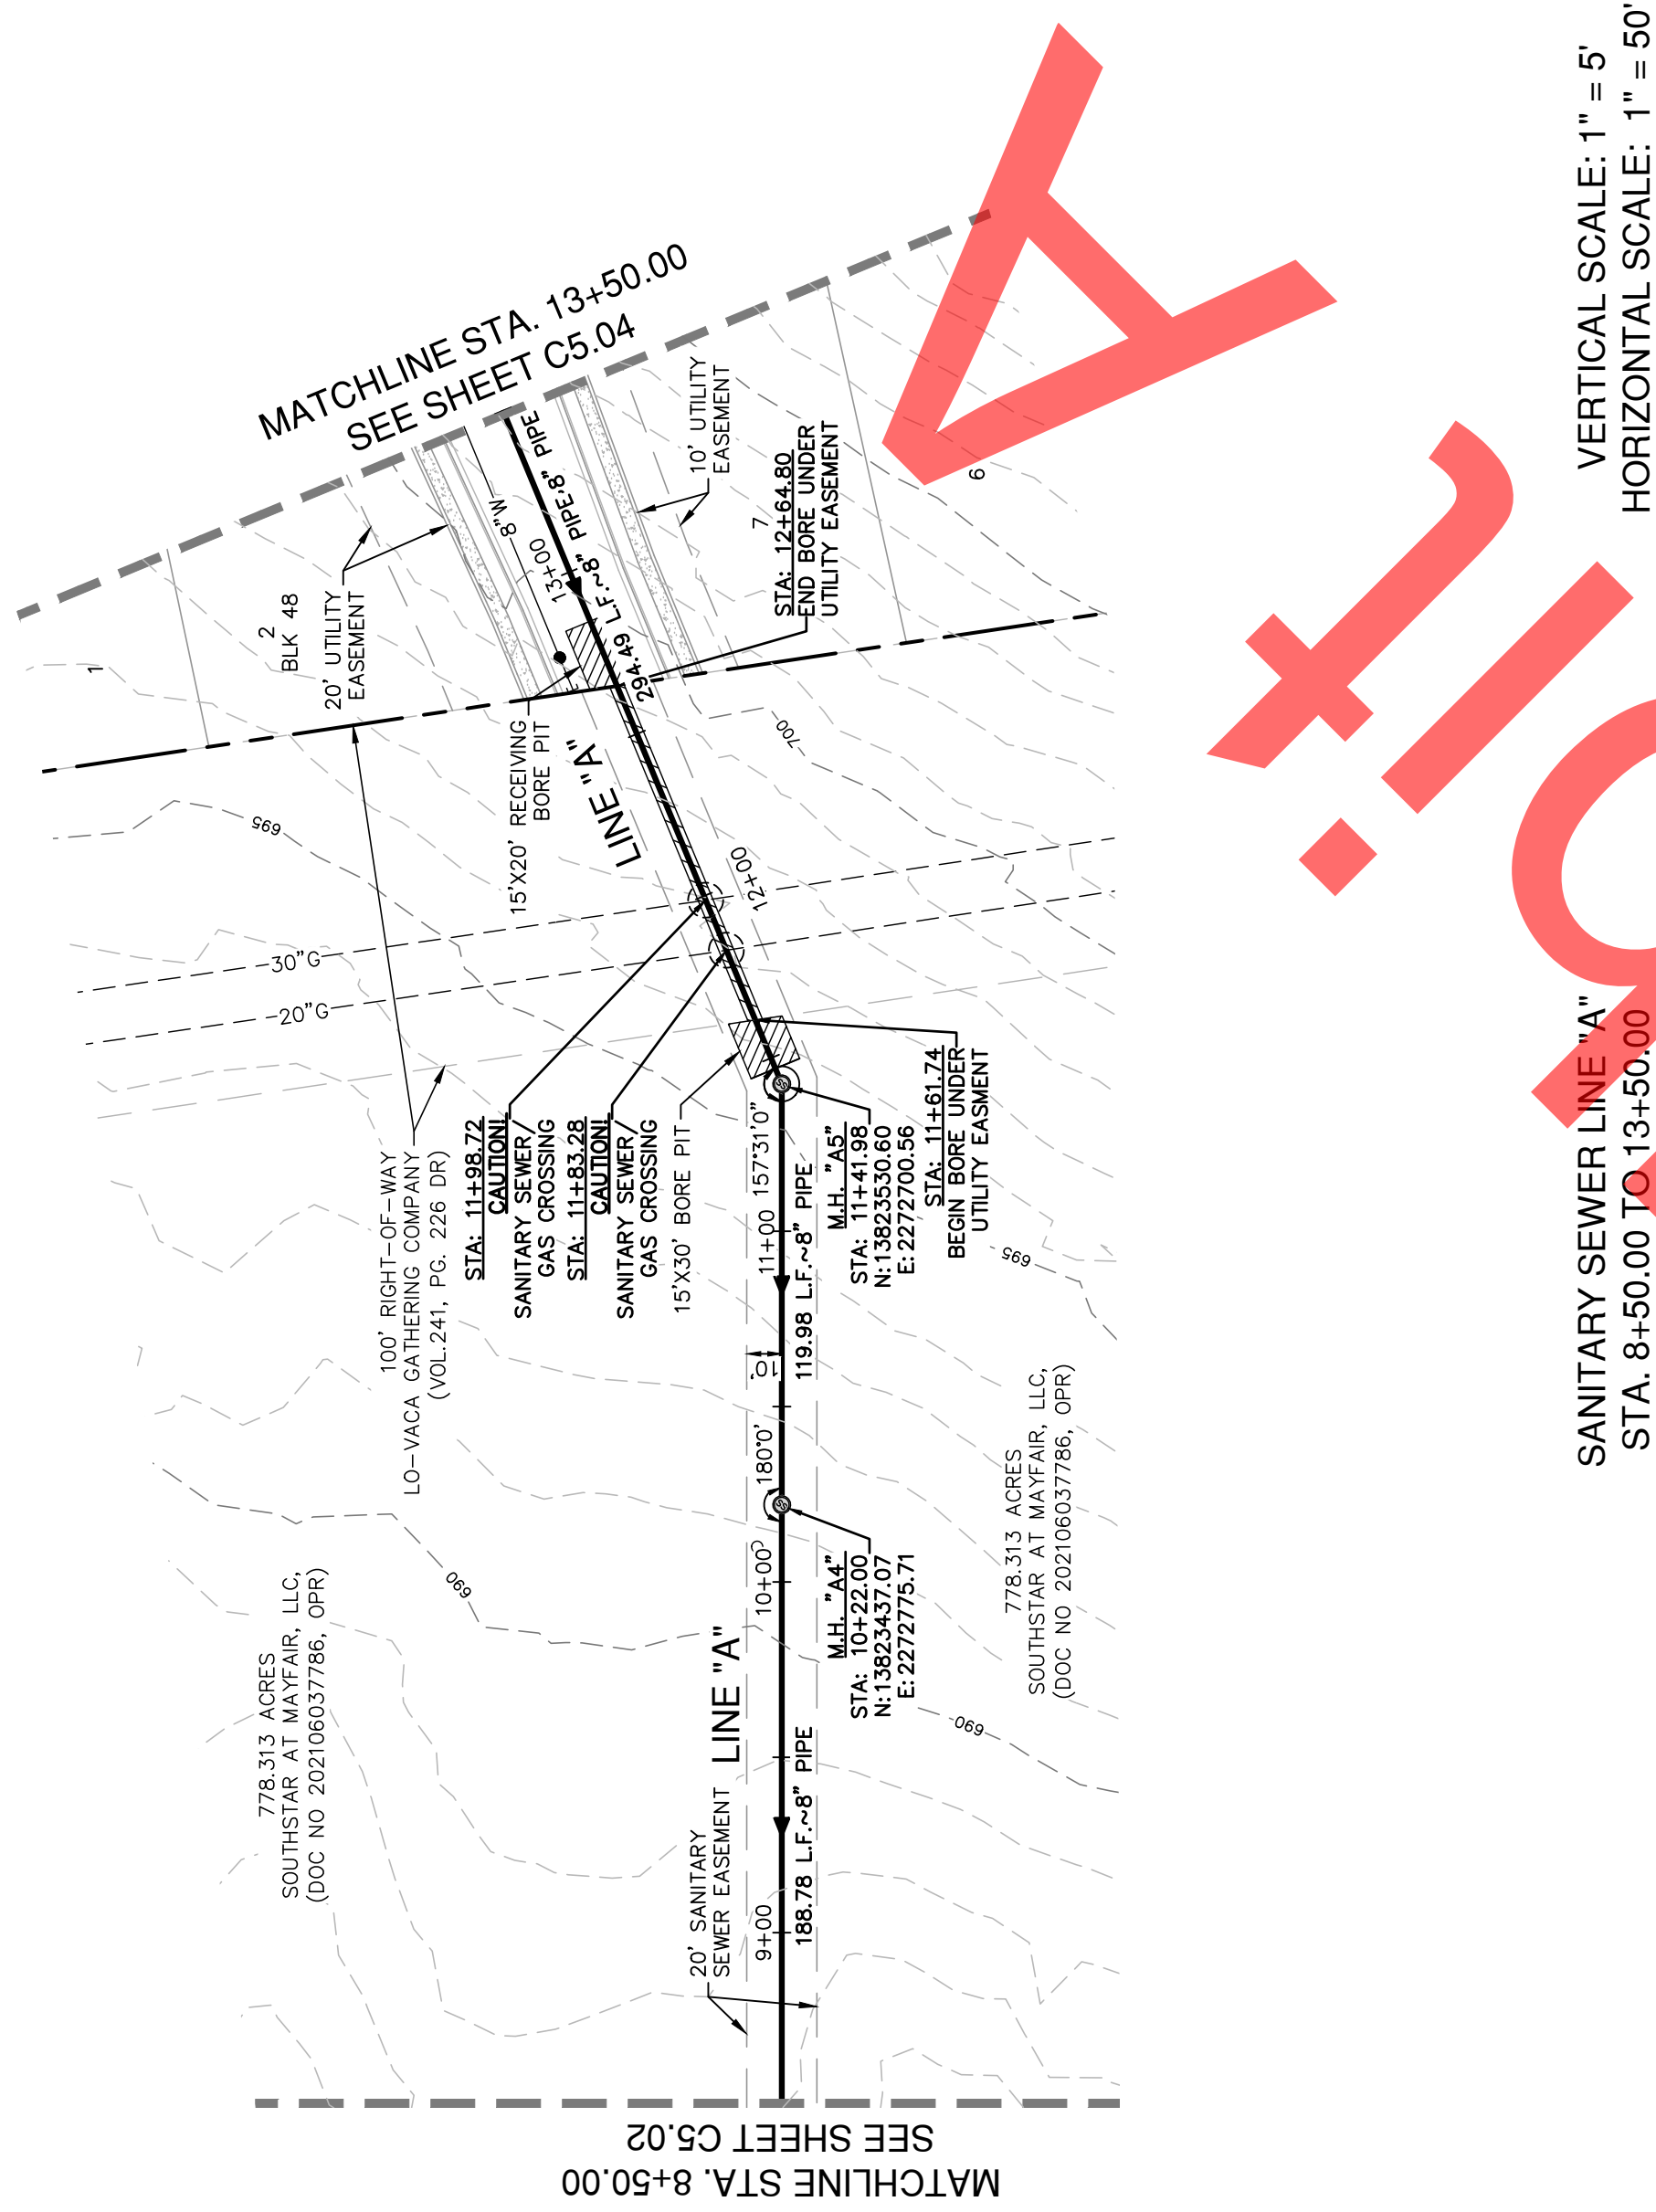 MATCHLINE STA. 13+50.00
SEE SHEET C5.04
1
2
BLK 48
20' UTILITY
EASEMENT
8"W
13+00
294.49 L.F.~8" PIPE
8" PIPE
10' UTILITY
EASEMENT
7
STA: 12+64.80
END BORE UNDER
UTILITY EASEMENT
6
15'X20' RECEIVING
BORE PIT
LINE "A"
695
700
12+00
30"G
20"G
100' RIGHT-OF-WAY
LO-VACA GATHERING COMPANY
(VOL.241, PG. 226 DR)
STA: 11+98.72
CAUTION!
SANITARY SEWER/
GAS CROSSING
STA: 11+83.28
CAUTION!
SANITARY SEWER/
GAS CROSSING
15'X30' BORE PIT
157°31'0"
11+00
119.98 L.F.~8" PIPE
M.H. "A5"
STA: 11+41.98
N:13823530.60
E:2272700.56
STA: 11+61.74
BEGIN BORE UNDER
UTILITY EASMENT
695
10'
180°0'
10+00
M.H. "A4"
STA: 10+22.00
N:13823437.07
E:2272775.71
778.313 ACRES
SOUTHSTAR AT MAYFAIR, LLC,
(DOC NO 202106037786, OPR)
690
690
778.313 ACRES
SOUTHSTAR AT MAYFAIR, LLC,
(DOC NO 202106037786, OPR)
LINE "A"
188.78 L.F.~8" PIPE
9+00
20' SANITARY
SEWER EASEMENT
MATCHLINE STA. 8+50.00
SEE SHEET C5.02
SANITARY SEWER LINE "A"
STA. 8+50.00 TO 13+50.00
VERTICAL SCALE: 1" = 5'
HORIZONTAL SCALE: 1" = 50'